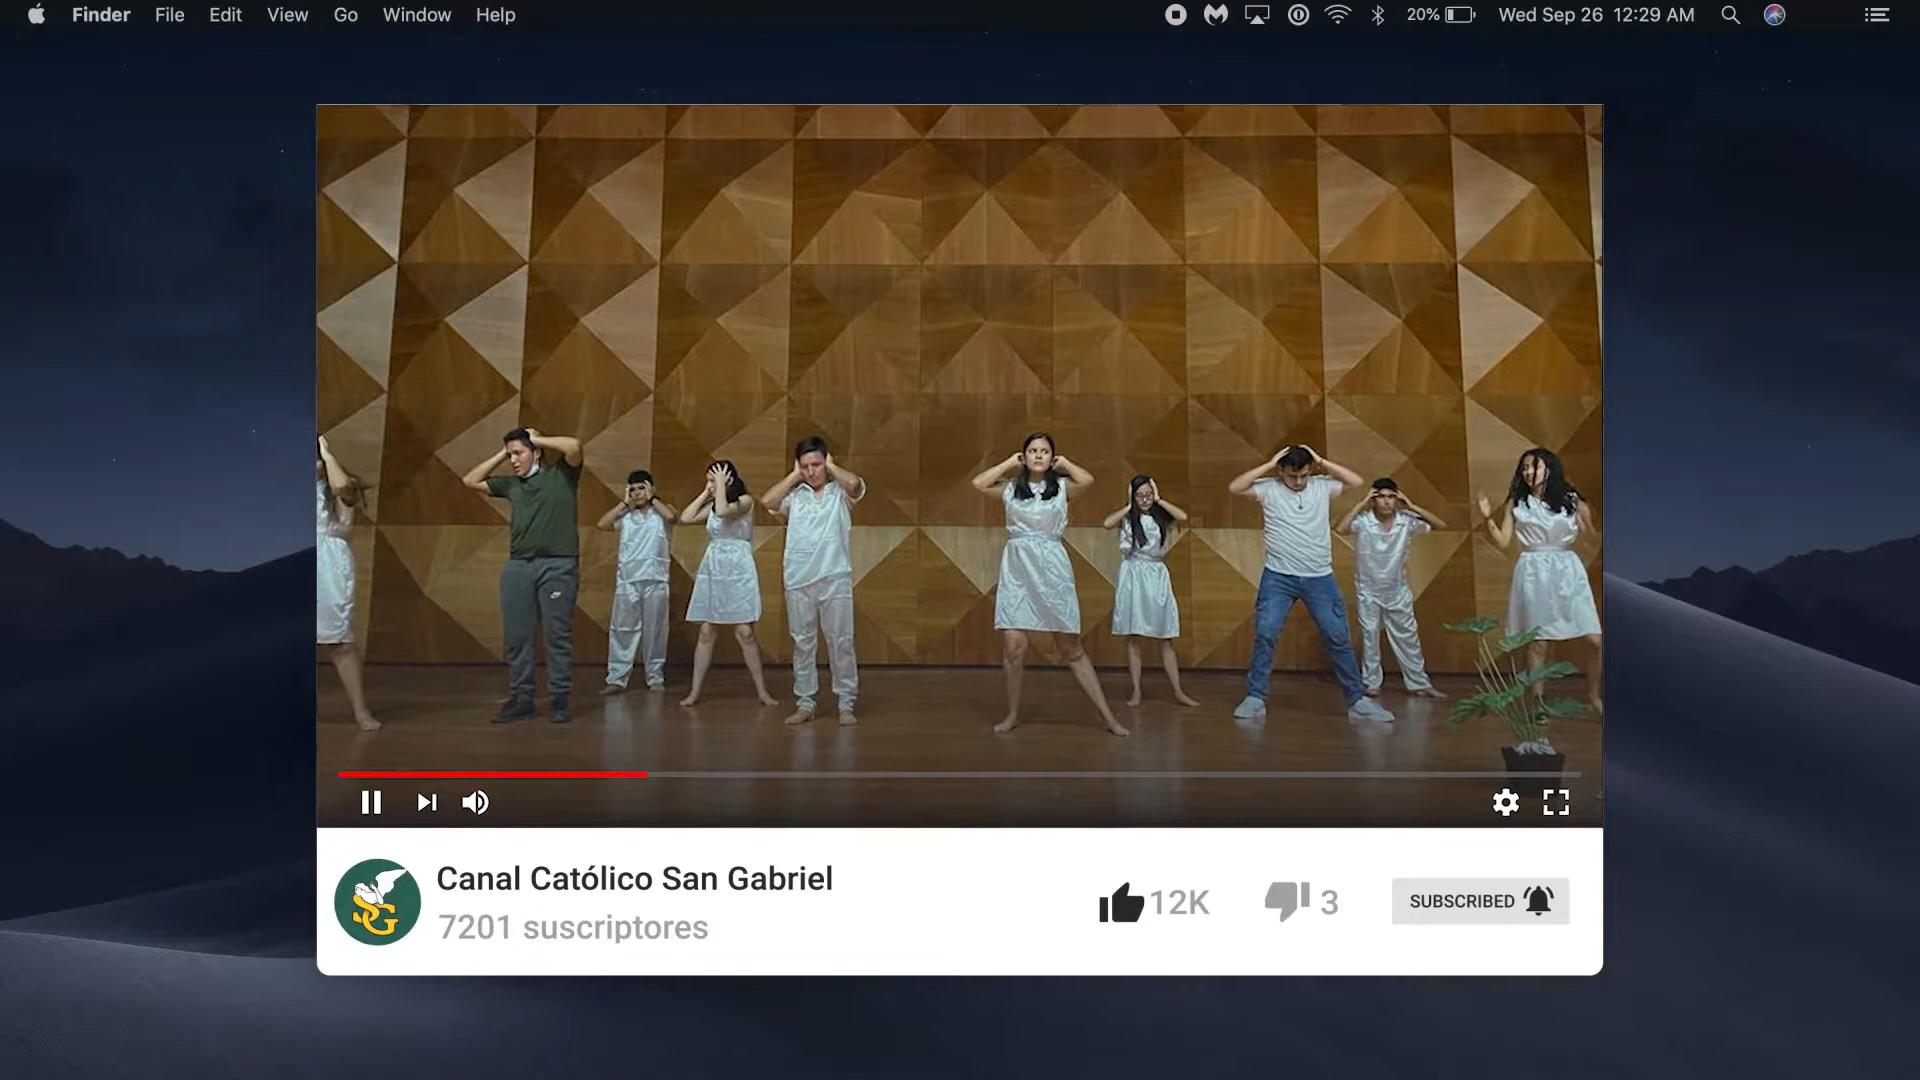 Finder File Edit View Go Window Help 20% Wed Sep 26 12:29 AM
Canal Católico San Gabriel
7201 suscriptores
12K 3 SUBSCRIBED
SG